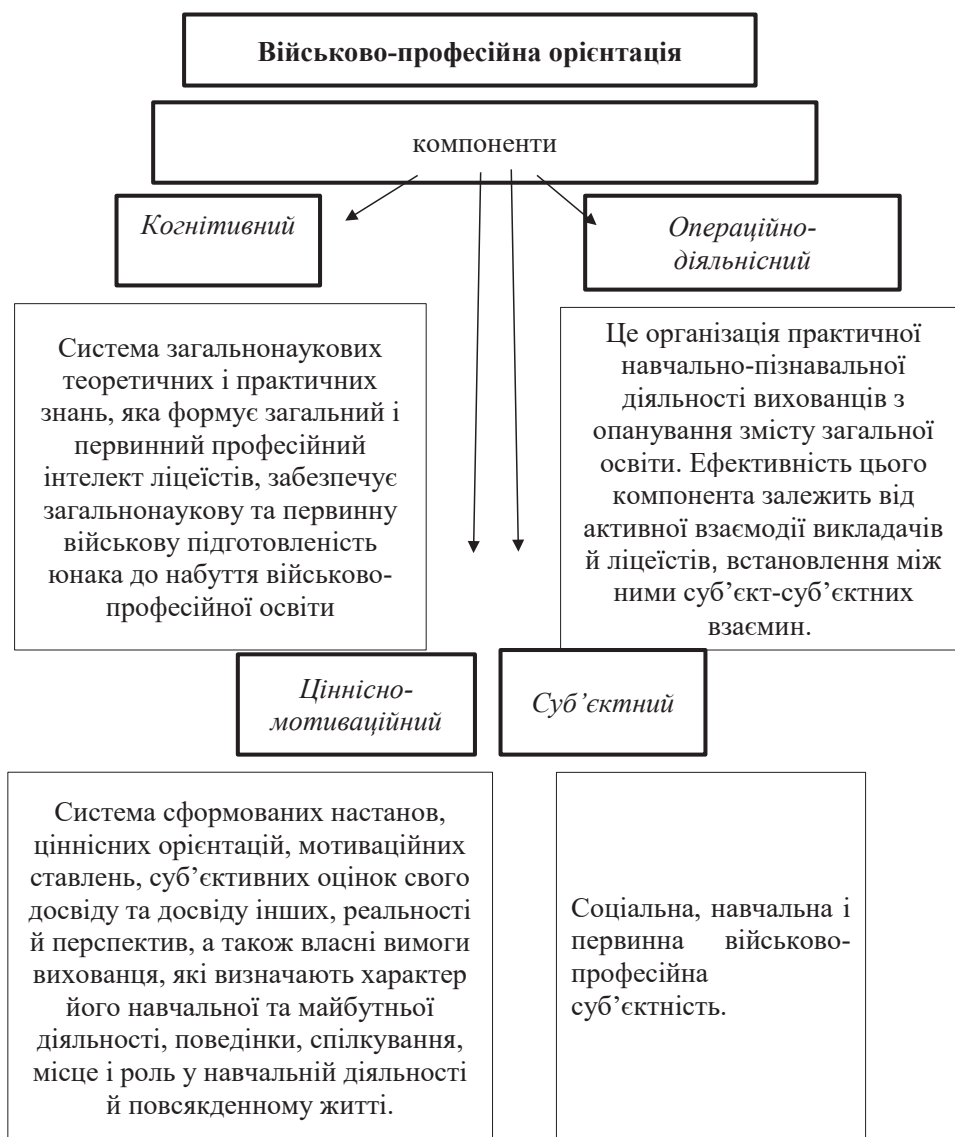 Військово-професійна орієнтація
компоненти
Когнітивний
Операційно-
діяльнісний
Система загальнонаукових
теоретичних і практичних
знань, яка формує загальний і
первинний професійний
інтелект ліцеїстів, забезпечує
загальнонаукову та первинну
військову підготовленість
юнака до набуття військово-
професійної освіти
Це організація практичної
навчально-пізнавальної
діяльності вихованців з
опанування змісту загальної
освіти. Ефективність цього
компонента залежить від
активної взаємодії викладачів
й ліцеїстів, встановлення між
ними суб’єкт-суб’єктних
взаємин.
Ціннісно-
мотиваційний
Суб’єктний
Система сформованих настанов,
ціннісних орієнтацій, мотиваційних
ставлень, суб’єктивних оцінок свого
досвіду та досвіду інших, реальності
й перспектив, а також власні вимоги
вихованця, які визначають характер
його навчальної та майбутньої
діяльності, поведінки, спілкування,
місце і роль у навчальній діяльності
й повсякденному житті.
Соціальна, навчальна і
первинна військово-
професійна
суб’єктність.